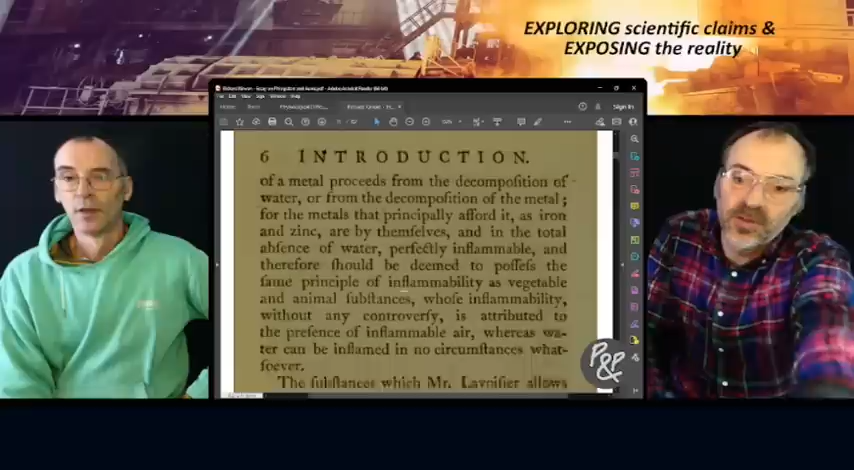 EXPLORING scientific claims &
EXPOSING the reality
6 INTRODUCTION.
of a metal proceeds from the decompoſition of
water, or from the decompoſition of the metal;
for the metals that principally afford it, as iron
and zinc, are by themſelves, and in the total
abſence of water, perfectly inflammable, and
therefore ſhould be deemed to poſſeſs the
ſame principle of inflammability as vegetable
and animal ſubſtances, whoſe inflammability,
without any controverſy, is attributed to
the preſence of inflammable air, whereas wa-
ter can be inflamed in no circumſtances what-
ſoever.
The ſubſtances which Mr. Lavoiſier allows
P&P
Sign In